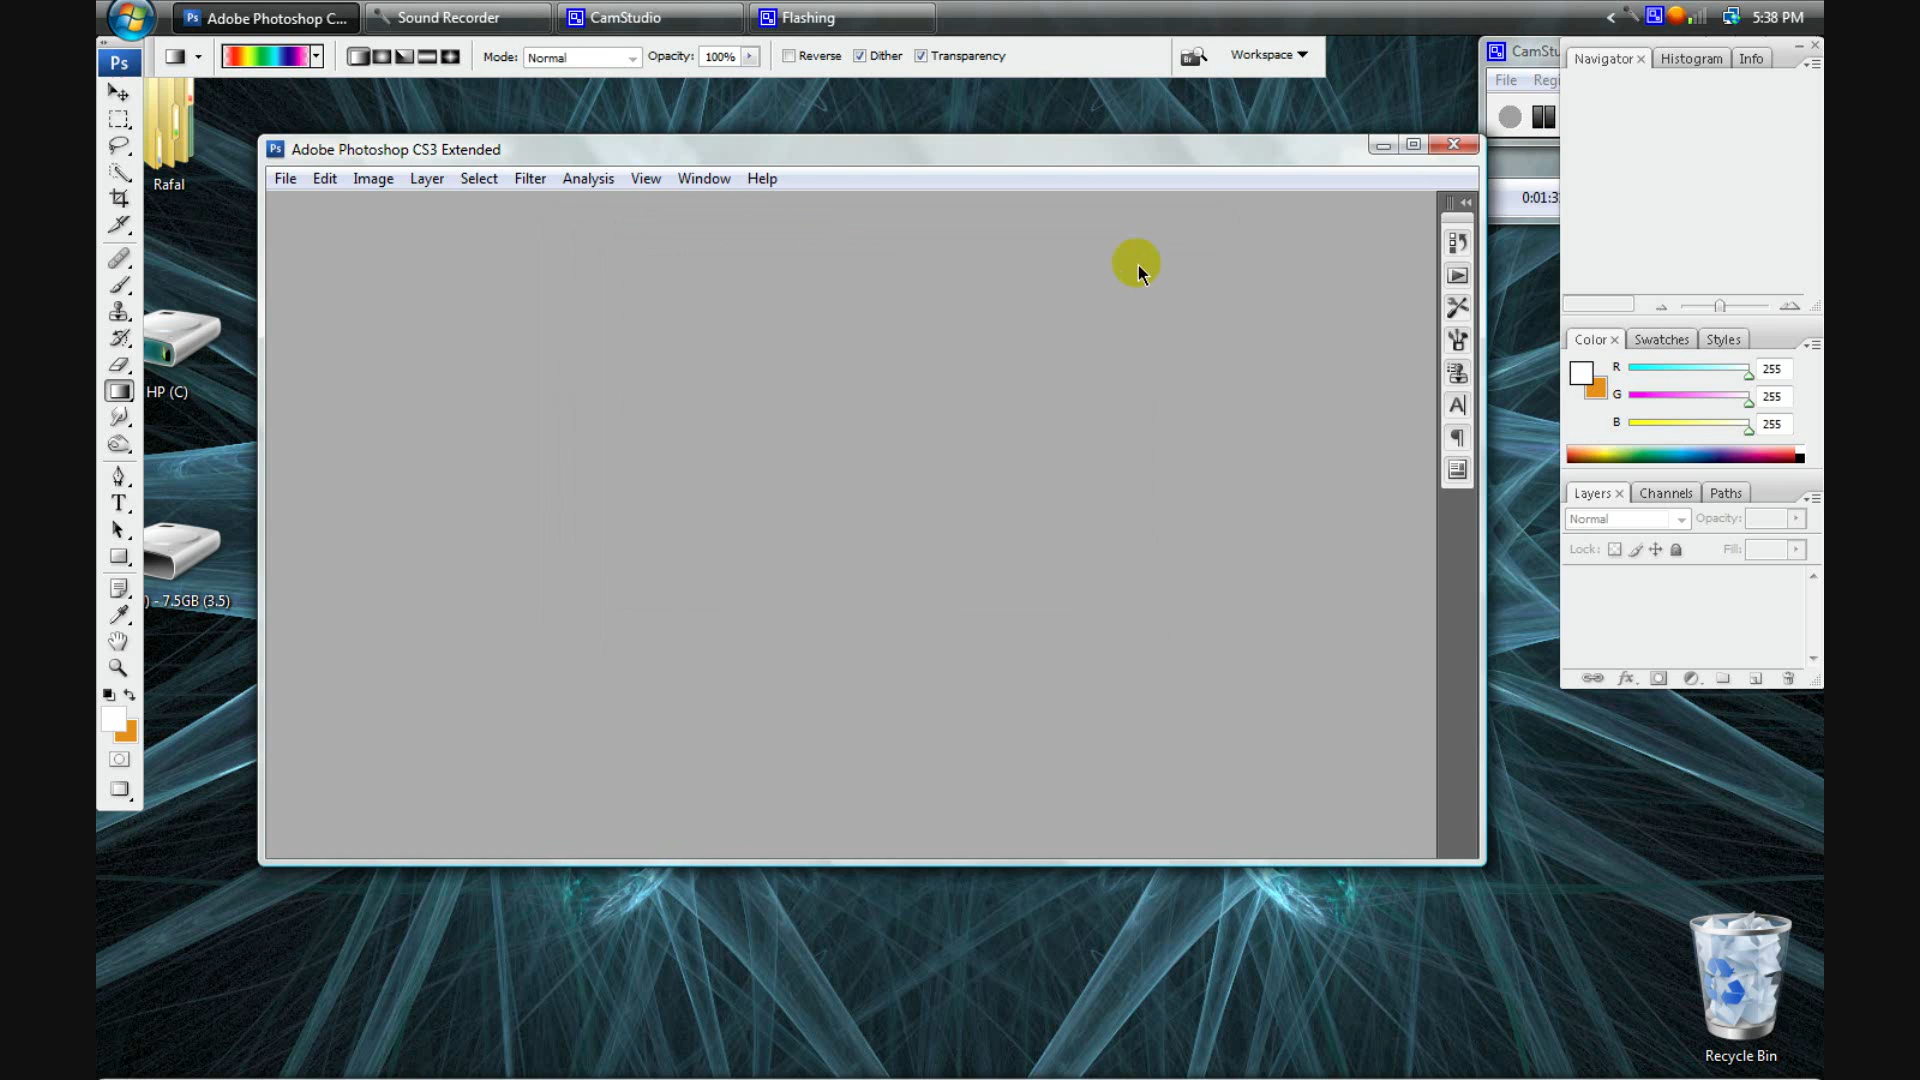 Adobe Photoshop C...
Sound Recorder
CamStudio
Flashing
5:38 PM
Ps
Mode: Normal
Opacity: 100%
Reverse
Dither
Transparency
Workspace
CamStu
File Regi
Navigator
Histogram
Info
Rafal
Adobe Photoshop CS3 Extended
File Edit Image Layer Select Filter Analysis View Window Help
0:01:3
Color
Swatches
Styles
R 255
G 255
B 255
HP (C)
Layers
Channels
Paths
Normal
Opacity:
Lock:
Fill:
) - 7.5GB (3.5)
Recycle Bin